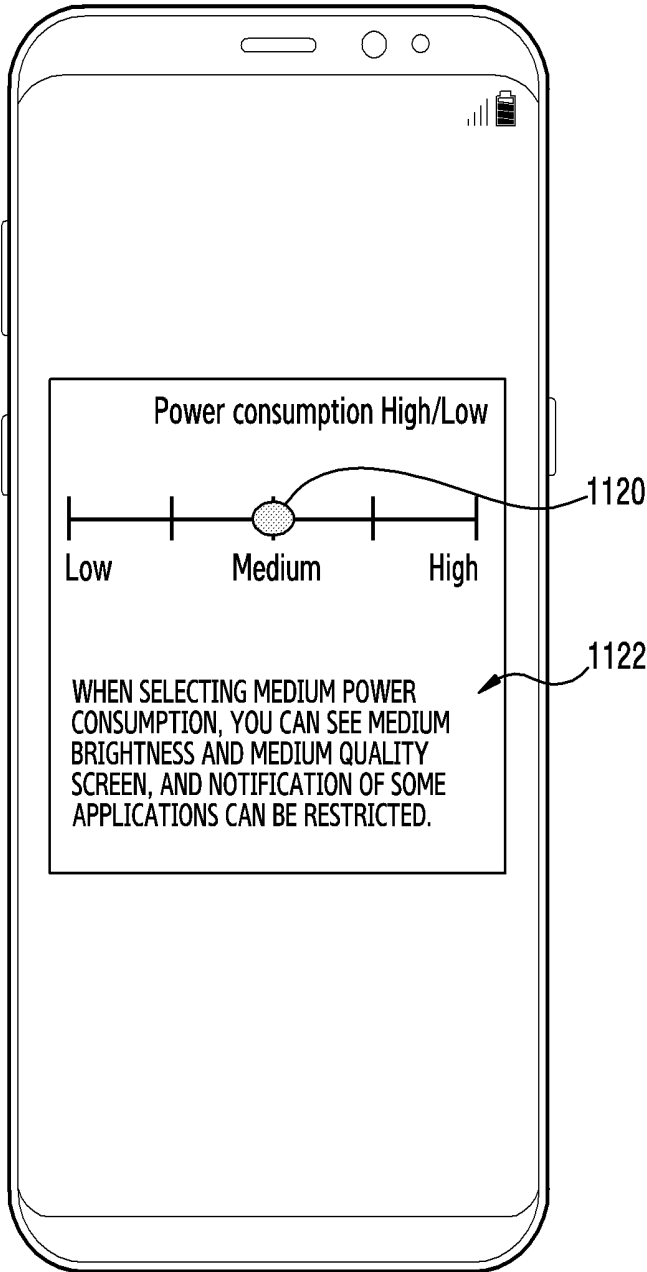 Power consumption High/Low
1120
Low Medium High
1122
WHEN SELECTING MEDIUM POWER
CONSUMPTION, YOU CAN SEE MEDIUM
BRIGHTNESS AND MEDIUM QUALITY
SCREEN, AND NOTIFICATION OF SOME
APPLICATIONS CAN BE RESTRICTED.